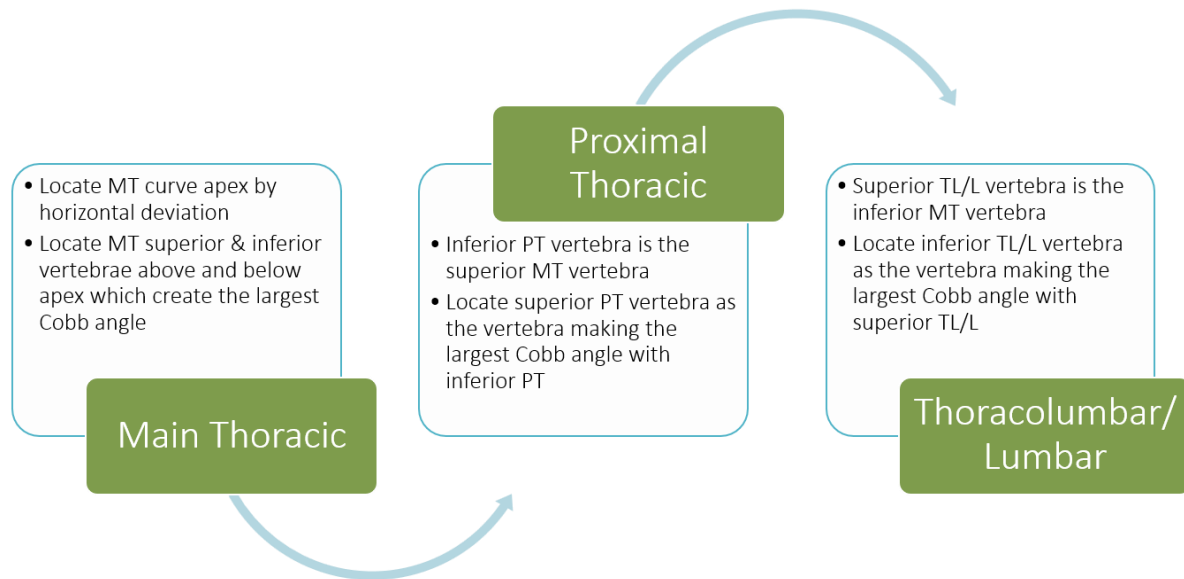 • Locate MT curve apex by
horizontal deviation
• Locate MT superior & inferior
vertebrae above and below
apex which create the largest
Cobb angle
Main Thoracic
Proximal
Thoracic
• Inferior PT vertebra is the
superior MT vertebra
• Locate superior PT vertebra as
the vertebra making the
largest Cobb angle with
inferior PT
• Superior TL/L vertebra is the
inferior MT vertebra
• Locate inferior TL/L vertebra
as the vertebra making the
largest Cobb angle with
superior TL/L
Thoracolumbar/
Lumbar